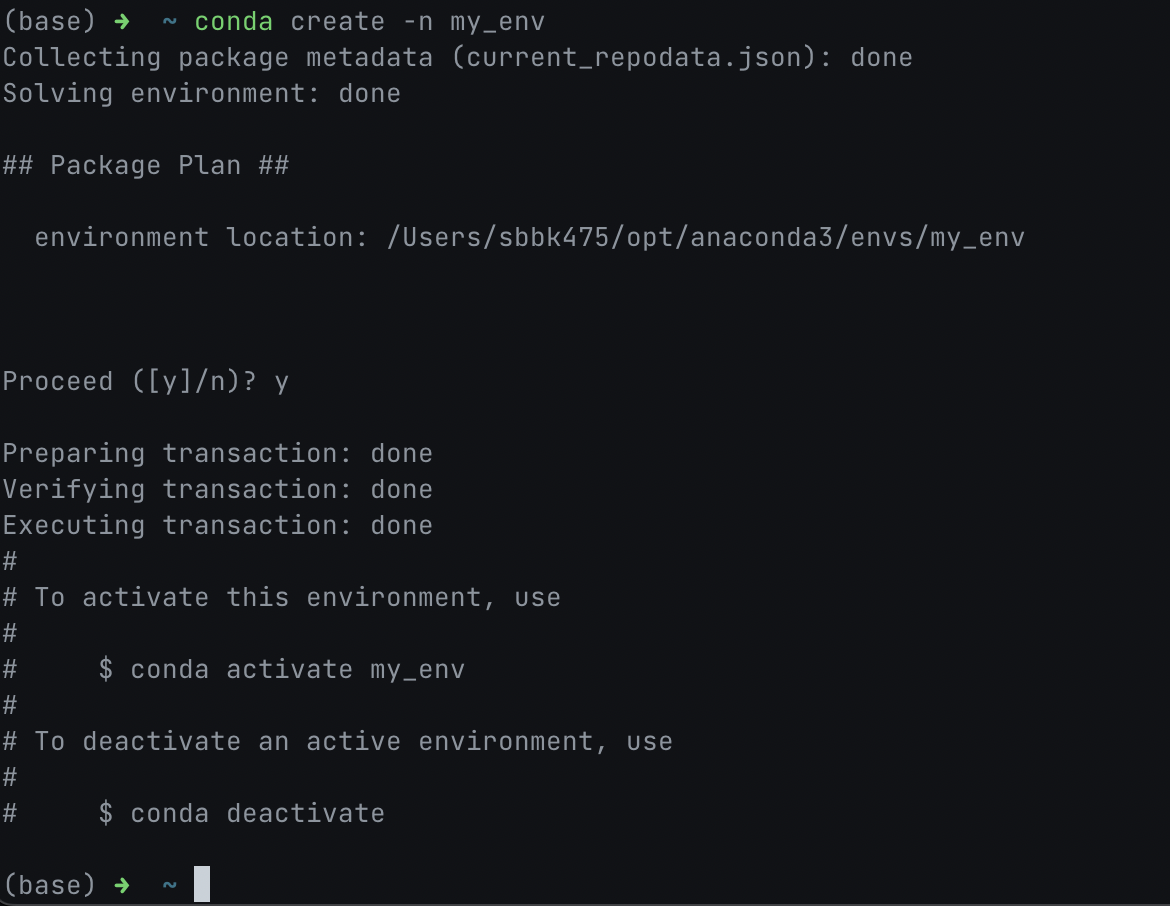 (base) ➜  ~ conda create -n my_env
Collecting package metadata (current_repodata.json): done
Solving environment: done
## Package Plan ##
  environment location: /Users/sbbk475/opt/anaconda3/envs/my_env
Proceed ([y]/n)? y
Preparing transaction: done
Verifying transaction: done
Executing transaction: done
#
# To activate this environment, use
#
#     $ conda activate my_env
#
# To deactivate an active environment, use
#
#     $ conda deactivate
(base) ➜  ~